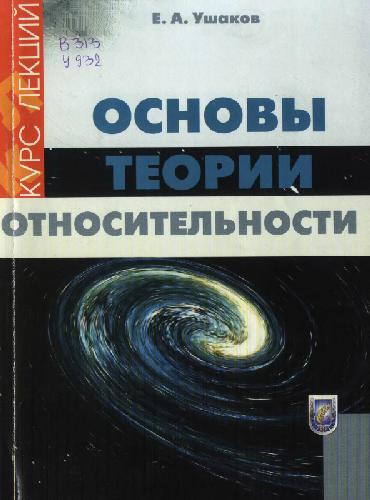 Е. А. Ушаков
В 313
У 932
КУРС ЛЕКЦИЙ
ОСНОВЫ
ТЕОРИИ
ОТНОСИТЕЛЬНОСТИ